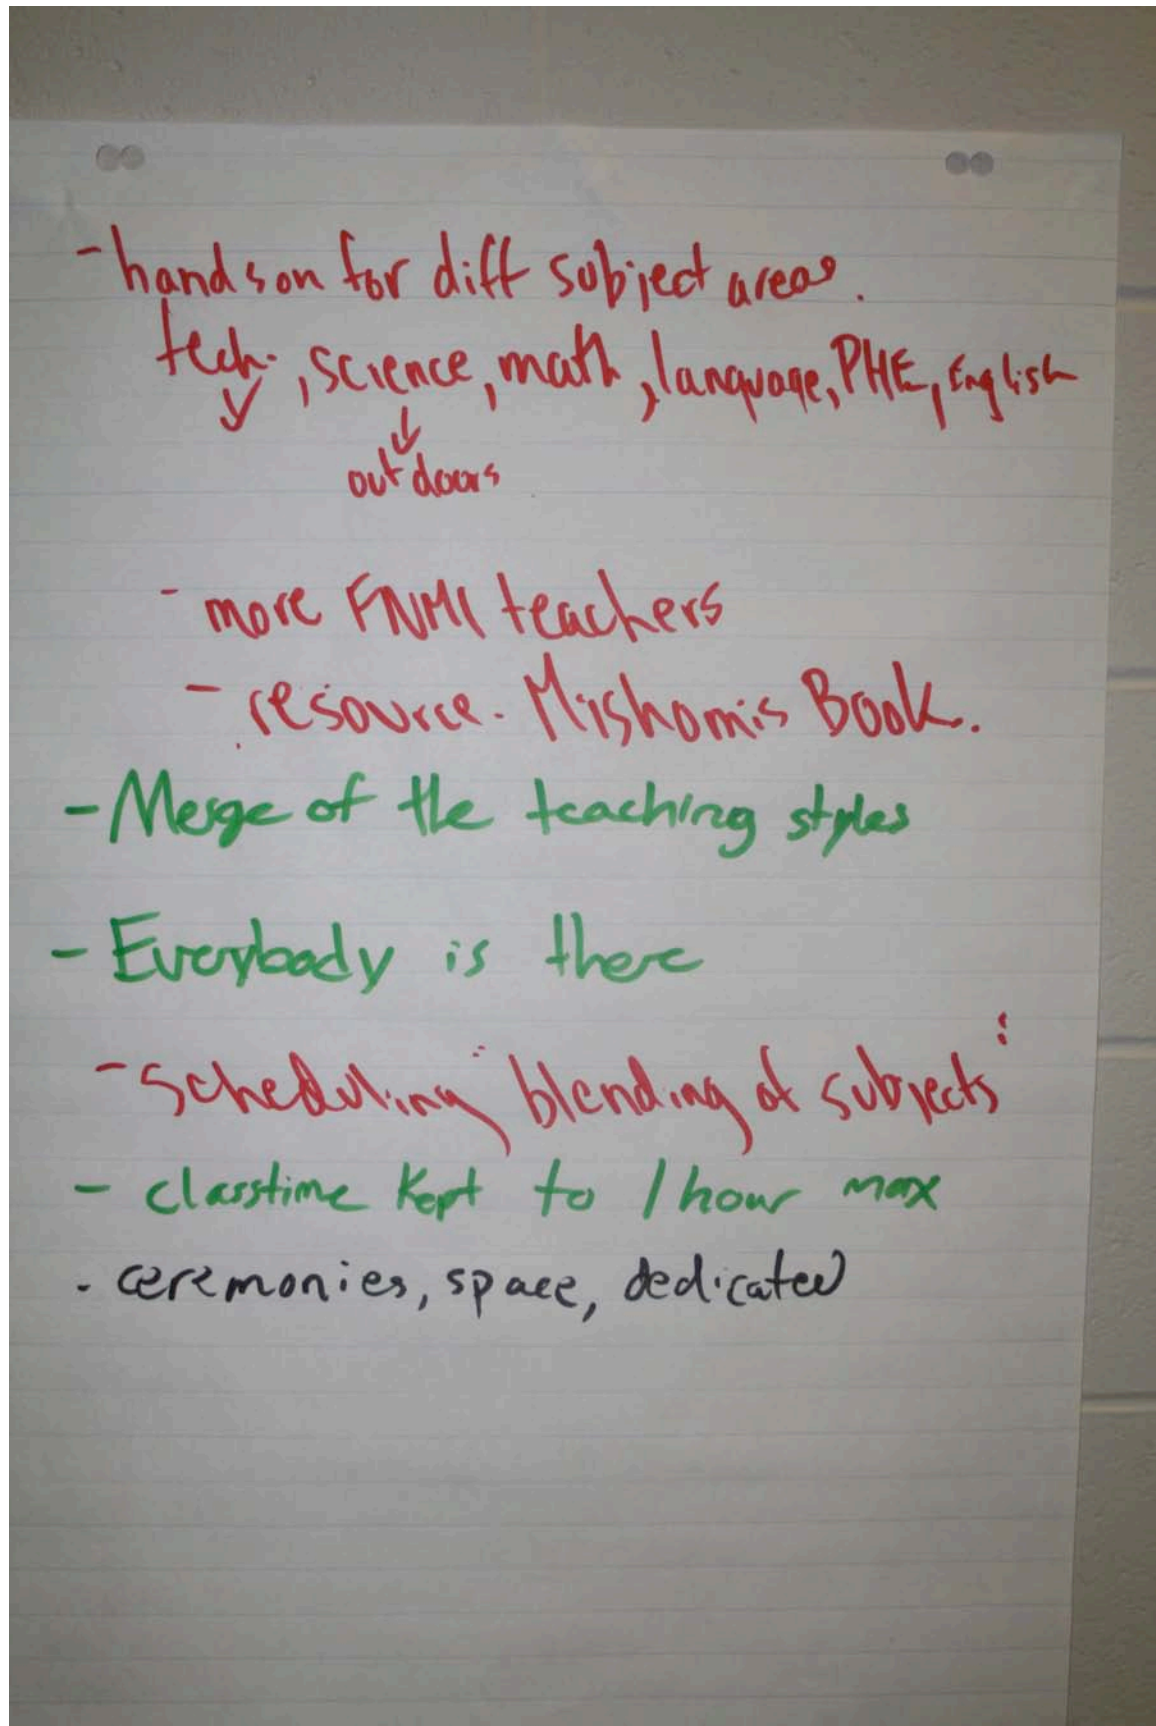 - hands on for diff subject areas.
tech. , science, math, language, PHE, English
↓ ↓
outdoors
- more FNMI teachers
- resource - Mishomis Book.
- Merge of the teaching styles
- Everybody is there
- Scheduling "blending of subjects"
- classtime kept to 1 hour max
- ceremonies, space, dedicated